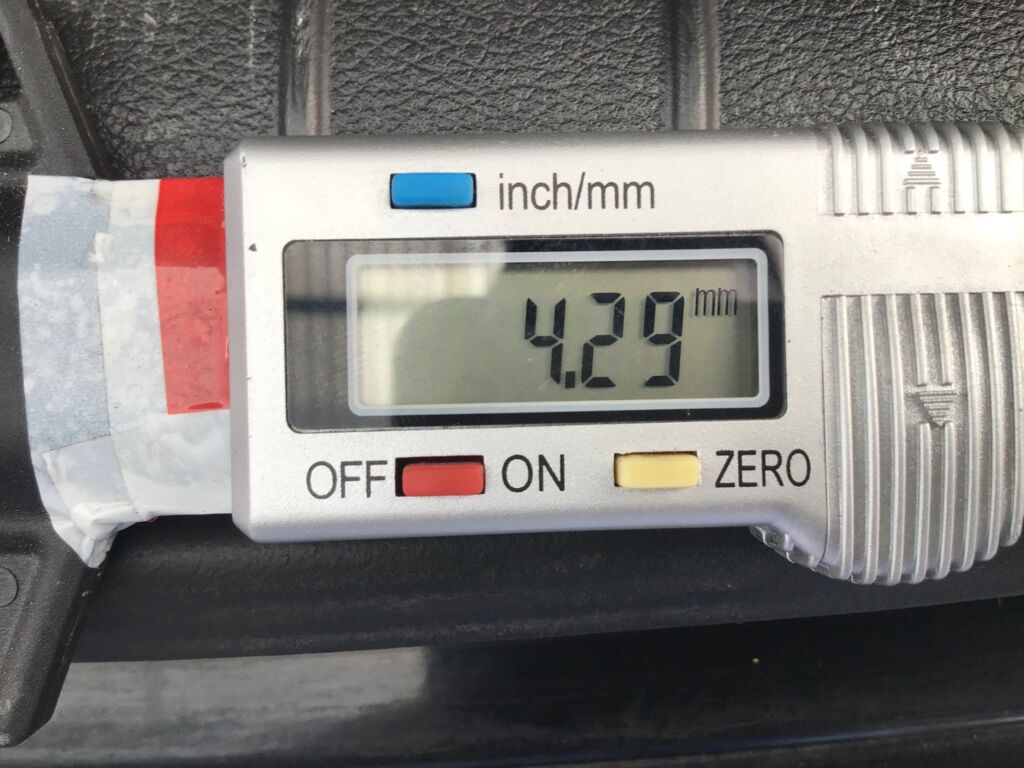 inch/mm
4.29 mm
OFF ON ZERO